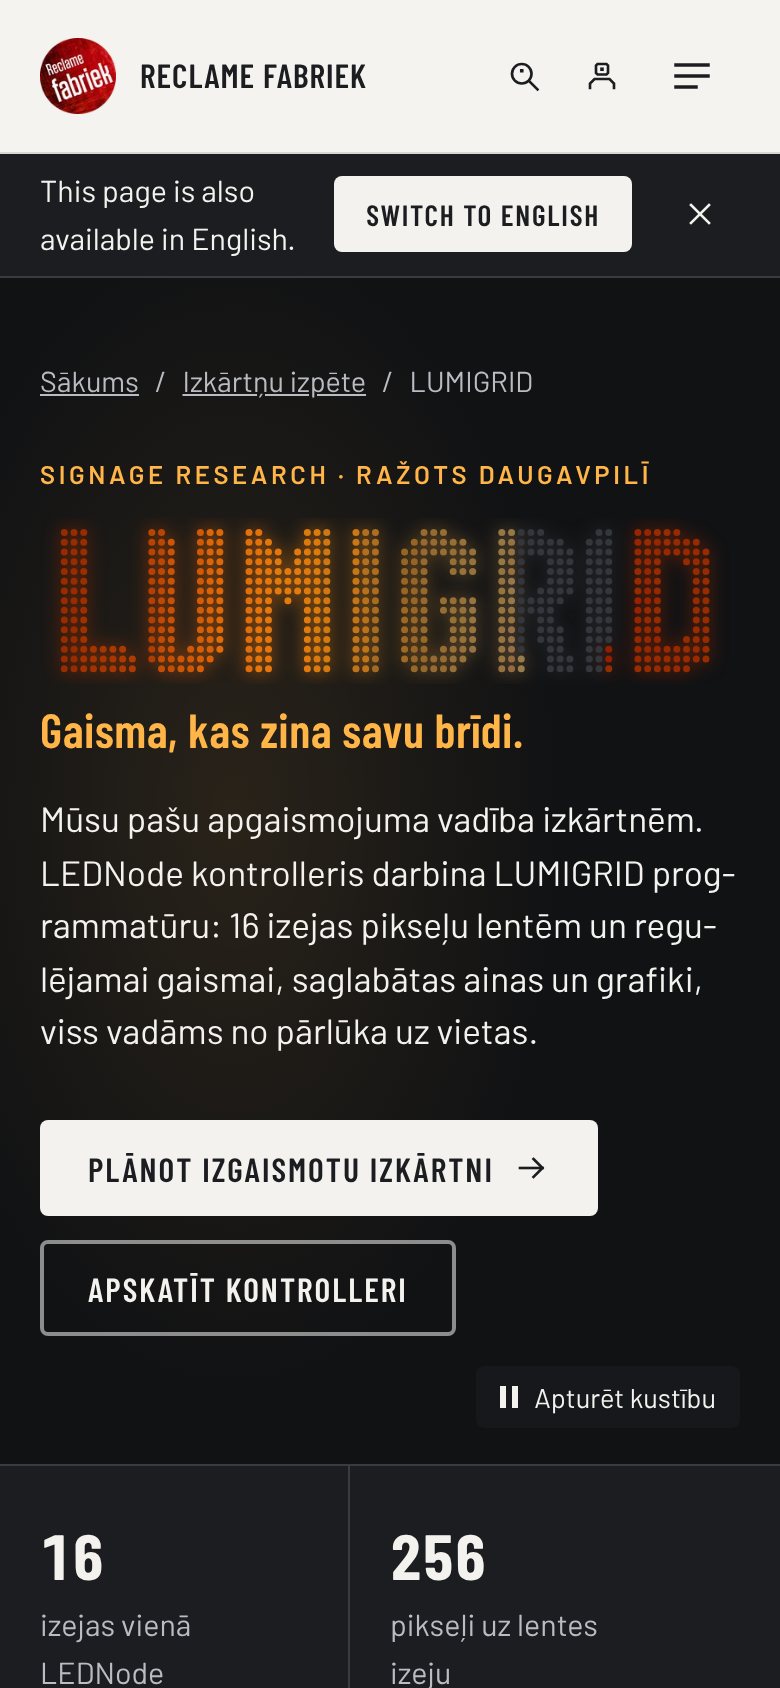 Reclame
fabriek
RECLAME FABRIEK
This page is also
available in English.
SWITCH TO ENGLISH
Sākums / Izkārtņu izpēte / LUMIGRID
SIGNAGE RESEARCH · RAŽOTS DAUGAVPILĪ
LUMIGRID
Gaisma, kas zina savu brīdi.
Mūsu pašu apgaismojuma vadība izkārtnēm.
LEDNode kontrolleris darbina LUMIGRID prog-
rammatūru: 16 izejas pikseļu lentēm un regu-
lējamai gaismai, saglabātas ainas un grafiki,
viss vadāms no pārlūka uz vietas.
PLĀNOT IZGAISMOTU IZKĀRTNI →
APSKATĪT KONTROLLERI
Apturēt kustību
16
izejas vienā
LEDNode
256
pikseļi uz lentes
izeju